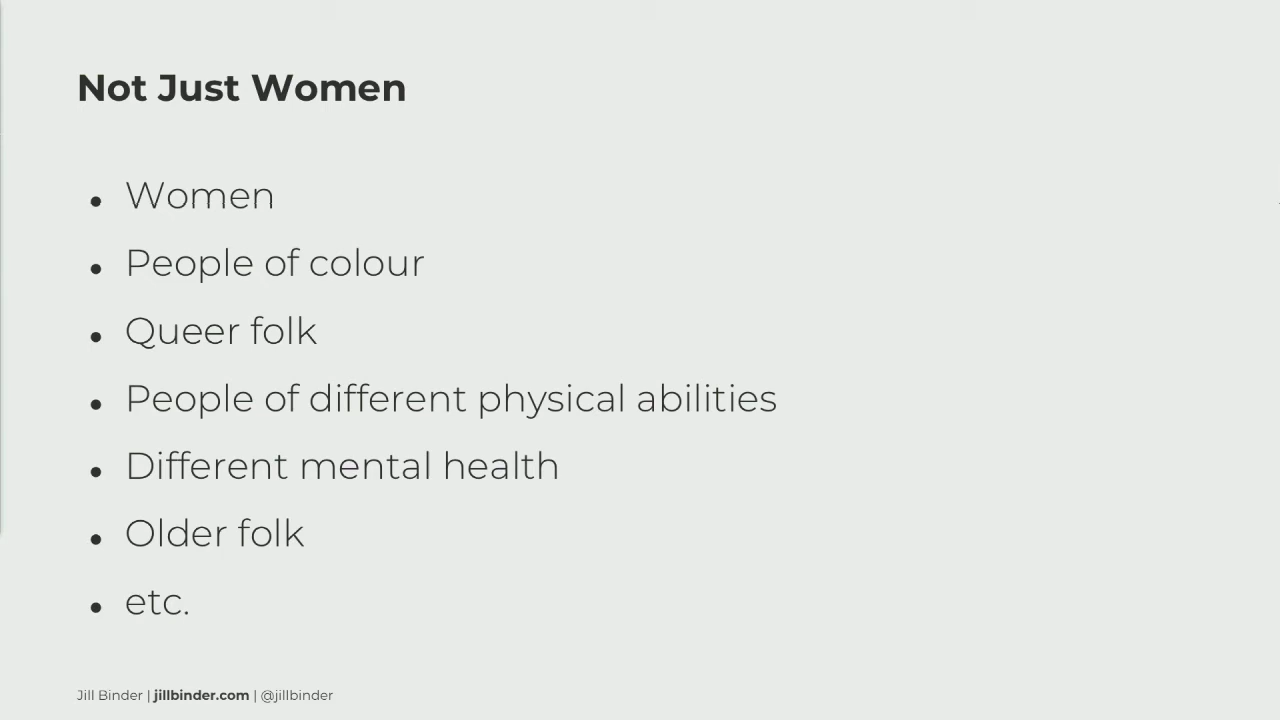 Not Just Women
• Women
• People of colour
• Queer folk
• People of different physical abilities
• Different mental health
• Older folk
• etc.
Jill Binder | jillbinder.com | @jillbinder